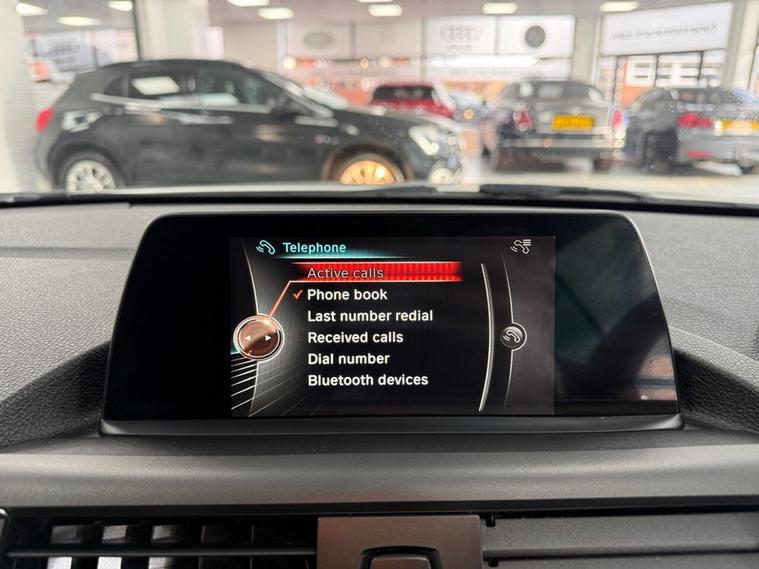 Telephone
Active calls
Phone book
Last number redial
Received calls
Dial number
Bluetooth devices